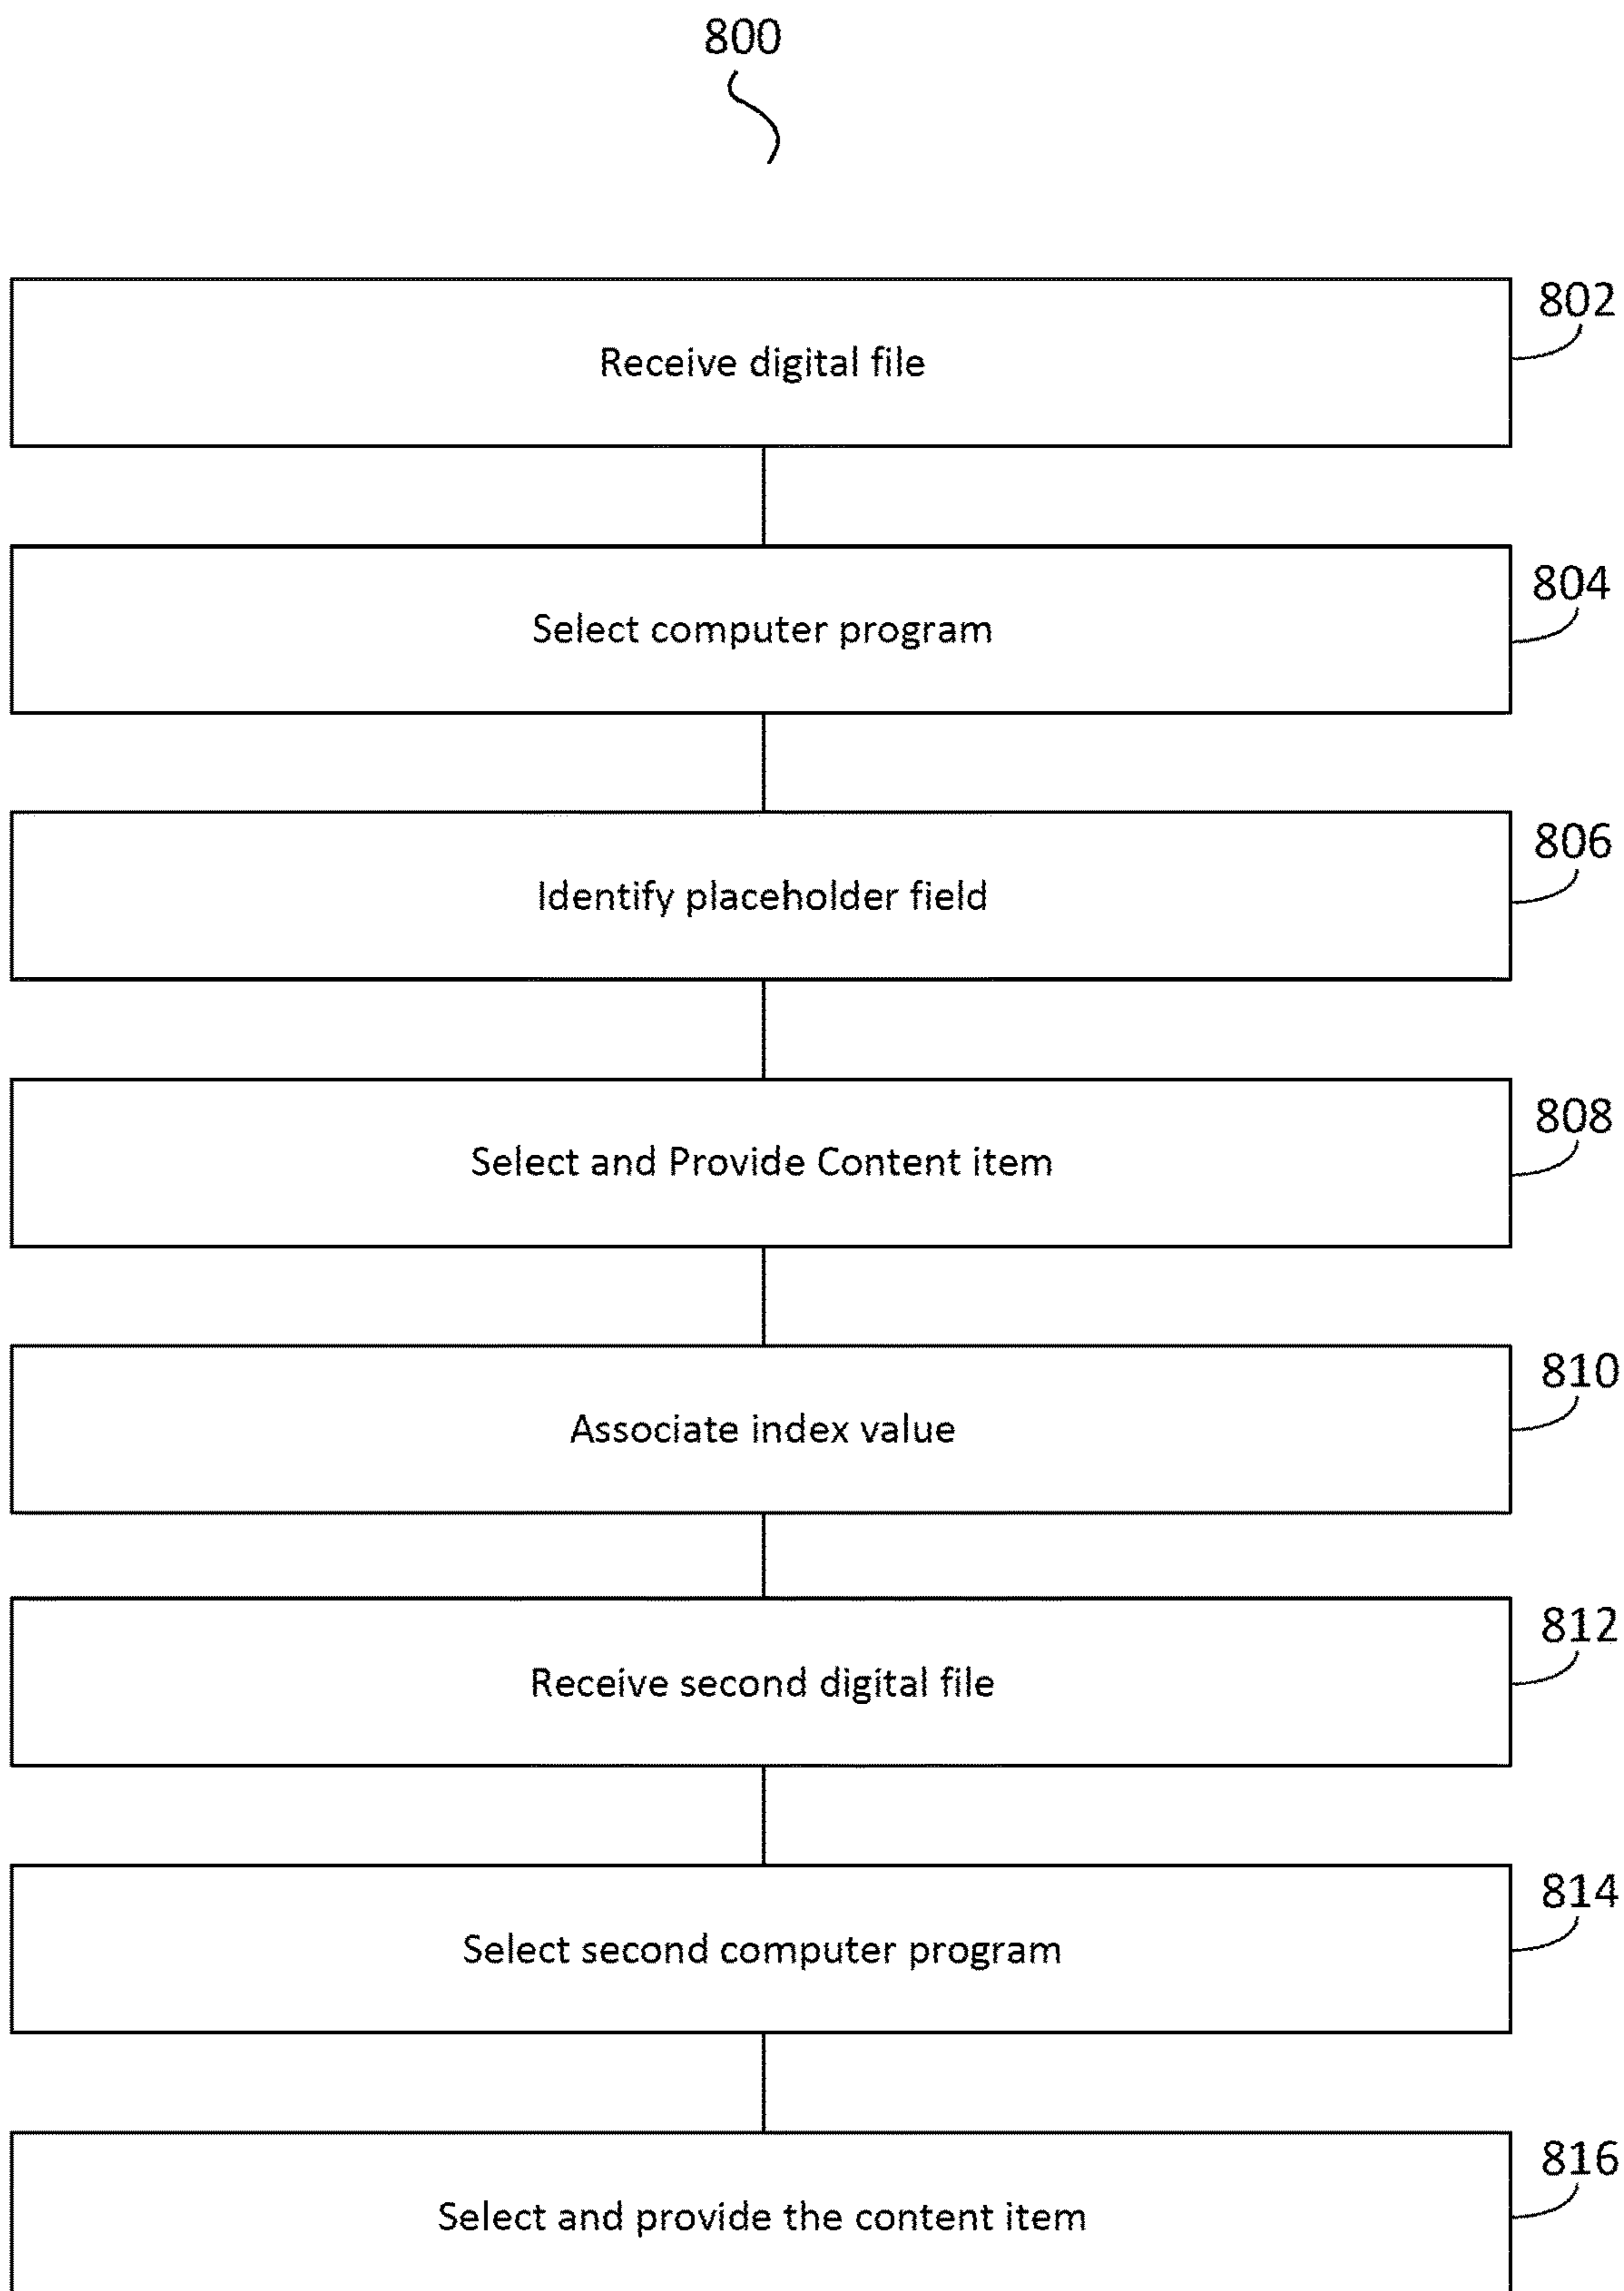 800
802
Receive digital file
804
Select computer program
806
Identify placeholder field
808
Select and Provide Content item
810
Associate index value
812
Receive second digital file
814
Select second computer program
816
Select and provide the content item